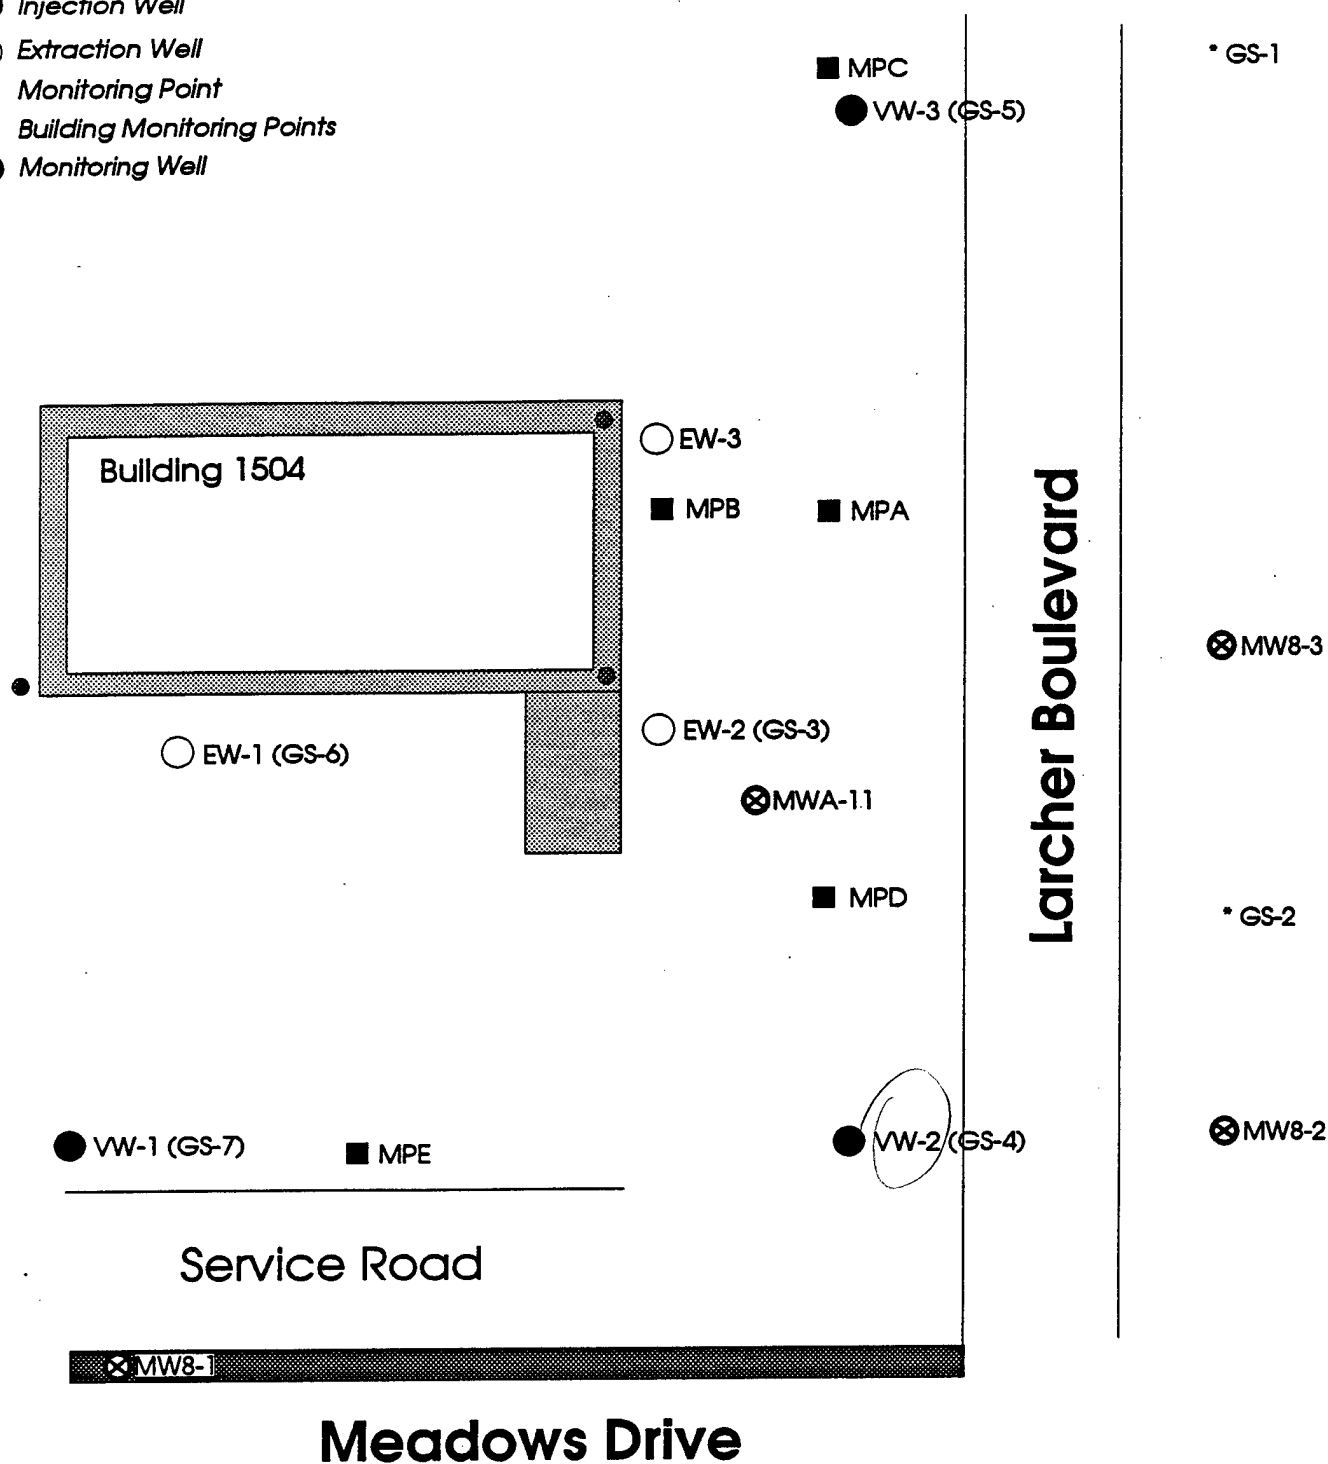 Injection Well
Extraction Well
Monitoring Point
Building Monitoring Points
Monitoring Well
MPC
VW-3 (GS-5)
* GS-1
Building 1504
EW-3
MPB
MPA
Larcher Boulevard
MW8-3
EW-2 (GS-3)
EW-1 (GS-6)
MWA-11
MPD
* GS-2
VW-1 (GS-7)
MPE
VW-2 (GS-4)
MW8-2
Service Road
MW8-1
Meadows Drive